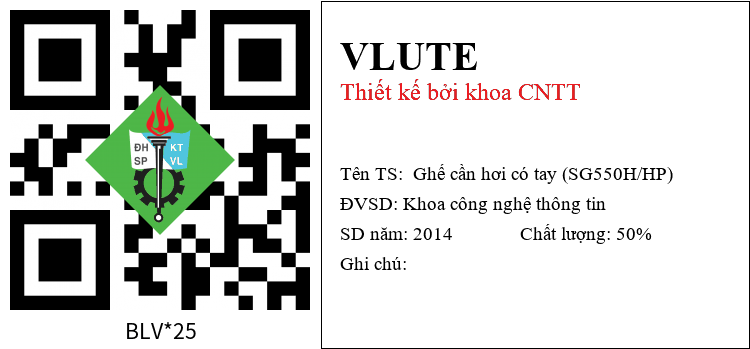 ĐH KT
SP VL
BLV*25
VLUTE
Thiết kế bởi khoa CNTT
Tên TS: Ghế cần hơi có tay (SG550H/HP)
ĐVSD: Khoa công nghệ thông tin
SD năm: 2014 Chất lượng: 50%
Ghi chú: